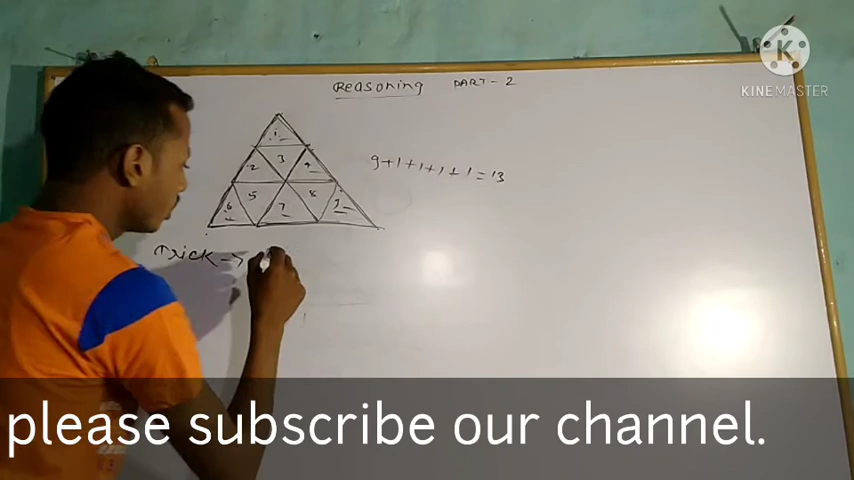 Reasoning PART-2
KINEMASTER
1
2 3 4
9+1+1+1+1=13
5 6 7 8 9
Trick →
please subscribe our channel.